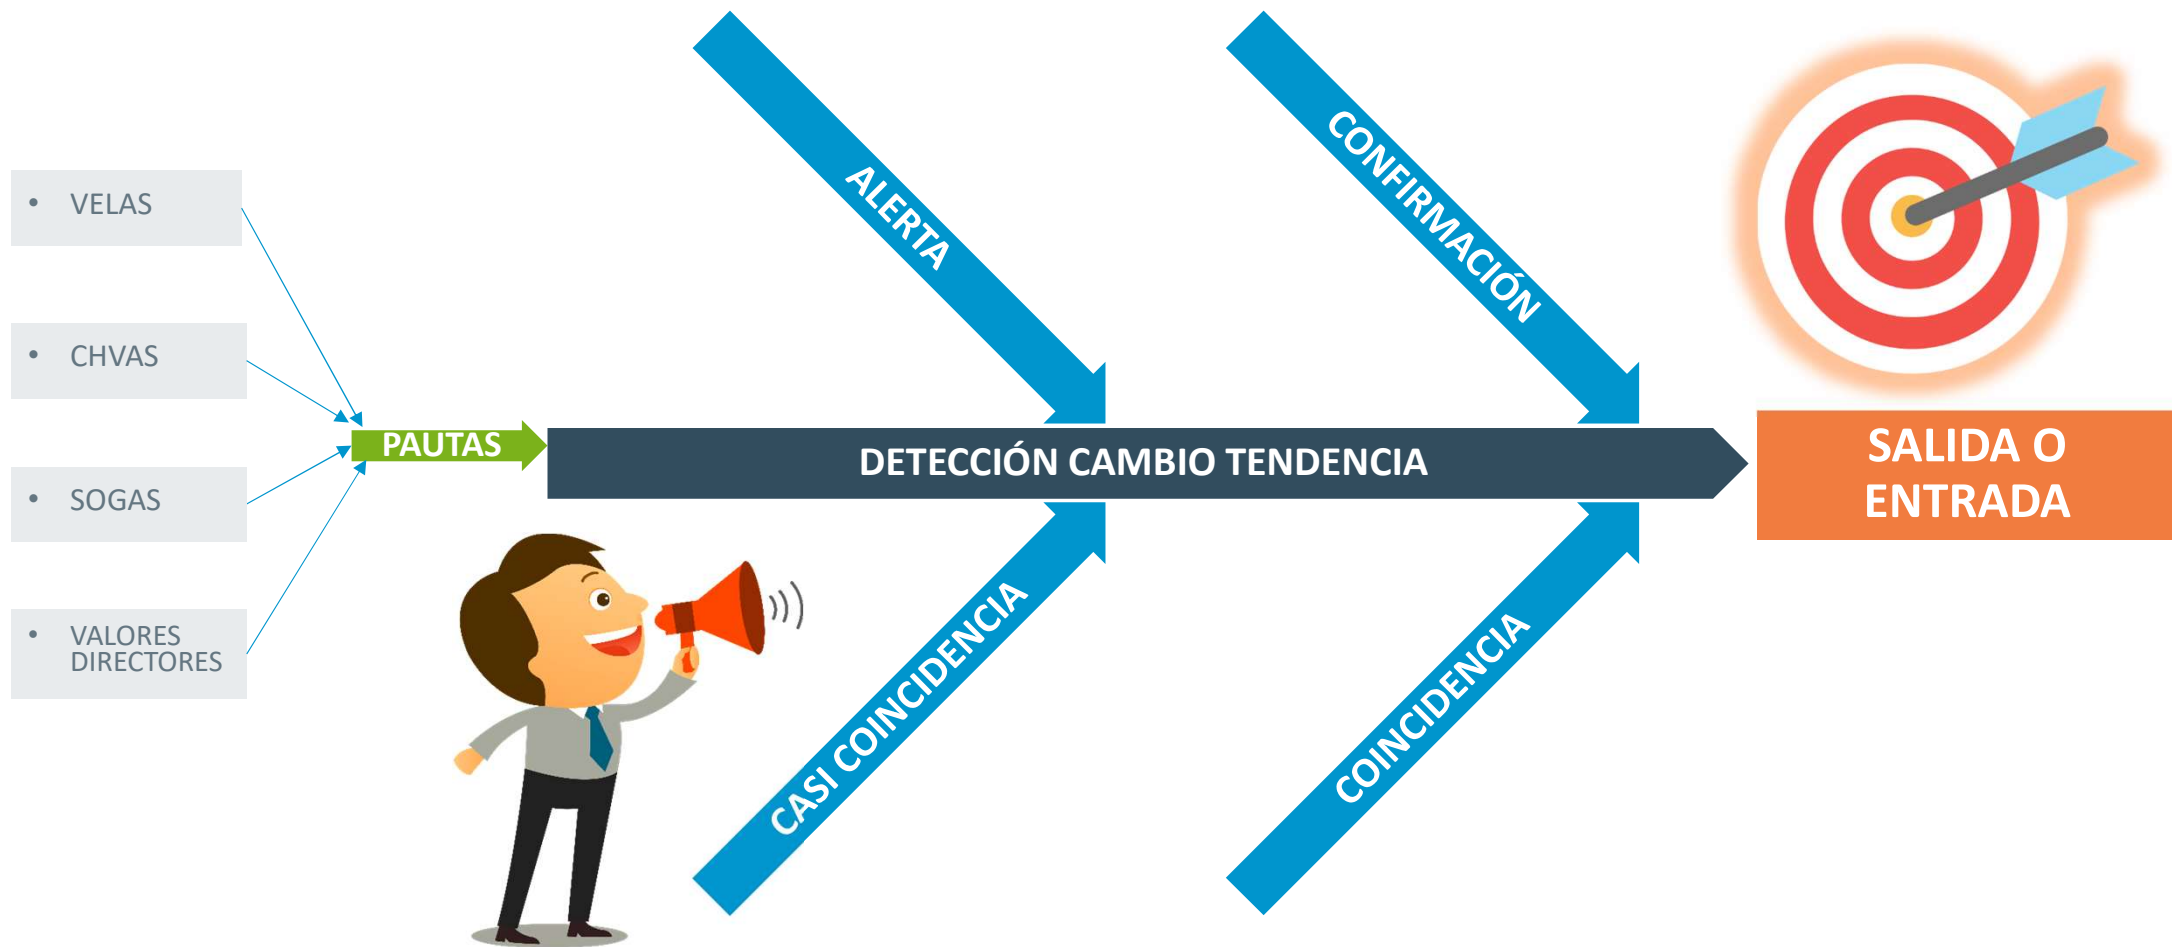 • VELAS
• CHVAS
• SOGAS
• VALORES
DIRECTORES
PAUTAS
ALERTA
CONFIRMACIÓN
DETECCIÓN CAMBIO TENDENCIA
CASI COINCIDENCIA
COINCIDENCIA
SALIDA O
ENTRADA